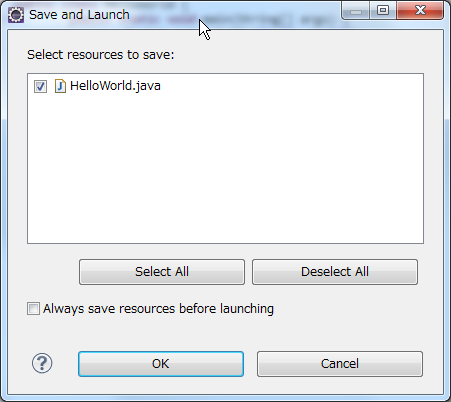 Save and Launch
Select resources to save:
HelloWorld.java
Select All
Deselect All
Always save resources before launching
?
OK
Cancel